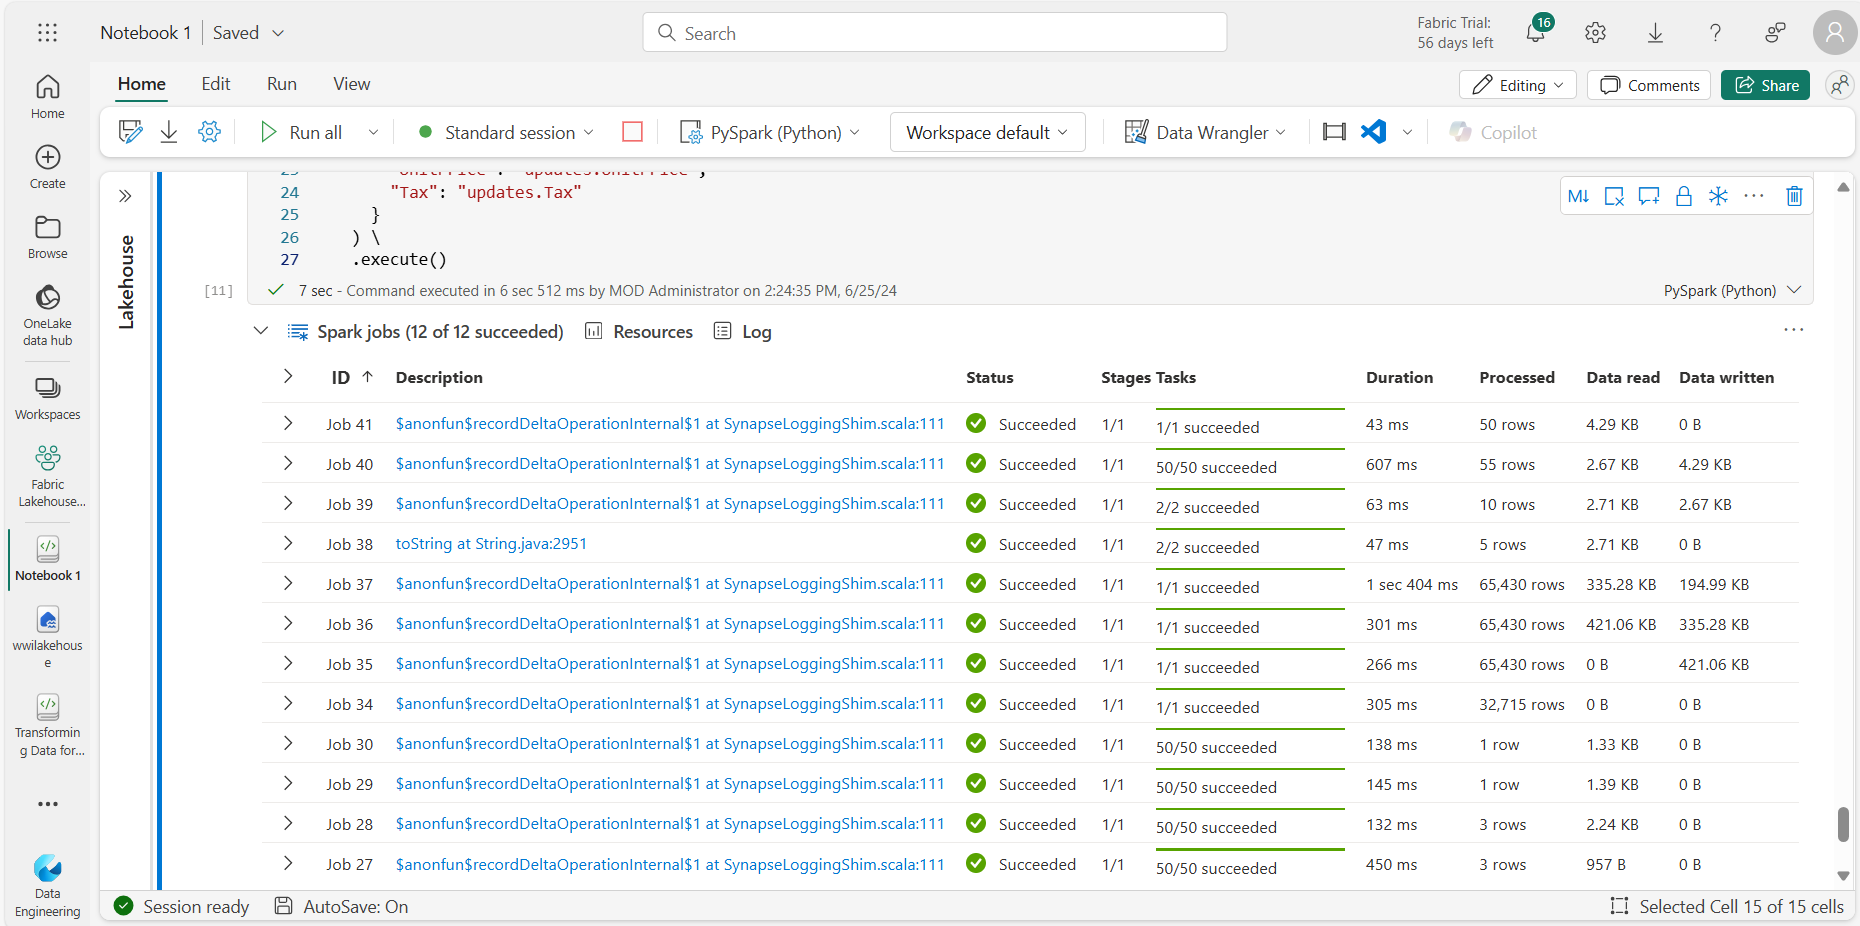 Notebook 1 Saved
Search
Fabric Trial:
56 days left
16
Home Edit Run View
Editing Comments Share
Run all Standard session PySpark (Python) Workspace default Data Wrangler Copilot
Home
Create
Browse
OneLake
data hub
Workspaces
Fabric
Lakehouse...
Notebook 1
wwilakehous
e
Transformin
g Data for...
Data
Engineering
Lakehouse
24 "Tax": "updates.Tax"
25 }
26 ) \
27 .execute()
M↓
[11] 7 sec - Command executed in 6 sec 512 ms by MOD Administrator on 2:24:35 PM, 6/25/24 PySpark (Python)
Spark jobs (12 of 12 succeeded) Resources Log
ID ↑ Description Status Stages Tasks Duration Processed Data read Data written
Job 41 $anonfun$recordDeltaOperationInternal$1 at SynapseLoggingShim.scala:111 Succeeded 1/1 1/1 succeeded 43 ms 50 rows 4.29 KB 0 B
Job 40 $anonfun$recordDeltaOperationInternal$1 at SynapseLoggingShim.scala:111 Succeeded 1/1 50/50 succeeded 607 ms 55 rows 2.67 KB 4.29 KB
Job 39 $anonfun$recordDeltaOperationInternal$1 at SynapseLoggingShim.scala:111 Succeeded 1/1 2/2 succeeded 63 ms 10 rows 2.71 KB 2.67 KB
Job 38 toString at String.java:2951 Succeeded 1/1 2/2 succeeded 47 ms 5 rows 2.71 KB 0 B
Job 37 $anonfun$recordDeltaOperationInternal$1 at SynapseLoggingShim.scala:111 Succeeded 1/1 1/1 succeeded 1 sec 404 ms 65,430 rows 335.28 KB 194.99 KB
Job 36 $anonfun$recordDeltaOperationInternal$1 at SynapseLoggingShim.scala:111 Succeeded 1/1 1/1 succeeded 301 ms 65,430 rows 421.06 KB 335.28 KB
Job 35 $anonfun$recordDeltaOperationInternal$1 at SynapseLoggingShim.scala:111 Succeeded 1/1 1/1 succeeded 266 ms 65,430 rows 0 B 421.06 KB
Job 34 $anonfun$recordDeltaOperationInternal$1 at SynapseLoggingShim.scala:111 Succeeded 1/1 1/1 succeeded 305 ms 32,715 rows 0 B 0 B
Job 30 $anonfun$recordDeltaOperationInternal$1 at SynapseLoggingShim.scala:111 Succeeded 1/1 50/50 succeeded 138 ms 1 row 1.33 KB 0 B
Job 29 $anonfun$recordDeltaOperationInternal$1 at SynapseLoggingShim.scala:111 Succeeded 1/1 50/50 succeeded 145 ms 1 row 1.39 KB 0 B
Job 28 $anonfun$recordDeltaOperationInternal$1 at SynapseLoggingShim.scala:111 Succeeded 1/1 50/50 succeeded 132 ms 3 rows 2.24 KB 0 B
Job 27 $anonfun$recordDeltaOperationInternal$1 at SynapseLoggingShim.scala:111 Succeeded 1/1 50/50 succeeded 450 ms 3 rows 957 B 0 B
Session ready AutoSave: On Selected Cell 15 of 15 cells